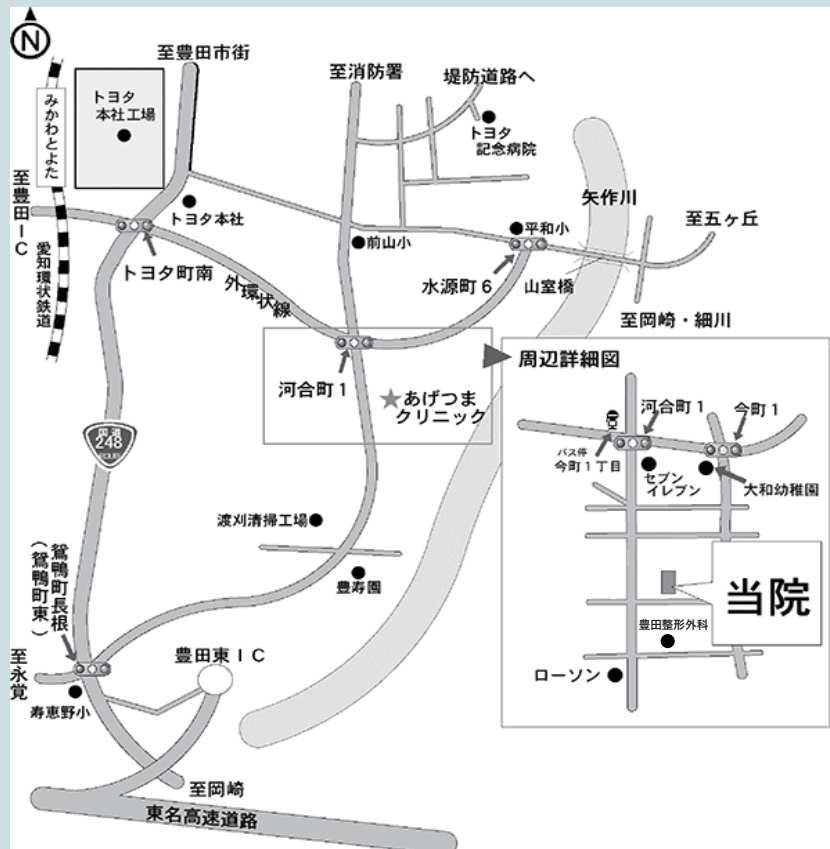 N
至豊田市街
至消防署
堤防道路へ
みかわとよた
トヨタ
本社工場
トヨタ
記念病院
至豊田IC
トヨタ本社
矢作川
平和小
至五ヶ丘
前山小
愛知環状鉄道
トヨタ町南
外環状線
水源町6
山室橋
至岡崎・細川
河合町1
あげつま
クリニック
周辺詳細図
河合町1
今町1
バス停
今町1丁目
セブン
イレブン
大和幼稚園
国道
248
ROUTE
渡刈清掃工場
豊寿園
当院
豊田整形外科
ローソン
鴛鴨町長根
(鴛鴨町東)
至永覚
寿恵野小
豊田東IC
至岡崎
東名高速道路